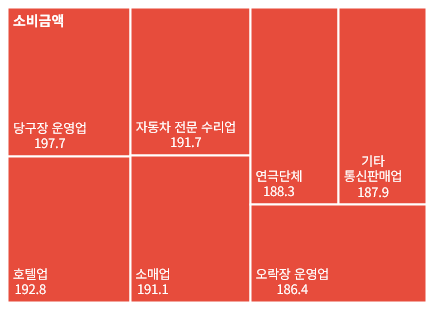 소비금액
당구장 운영업
197.7
자동차 전문 수리업
191.7
연극단체
188.3
기타
통신판매업
187.9
호텔업
192.8
소매업
191.1
오락장 운영업
186.4